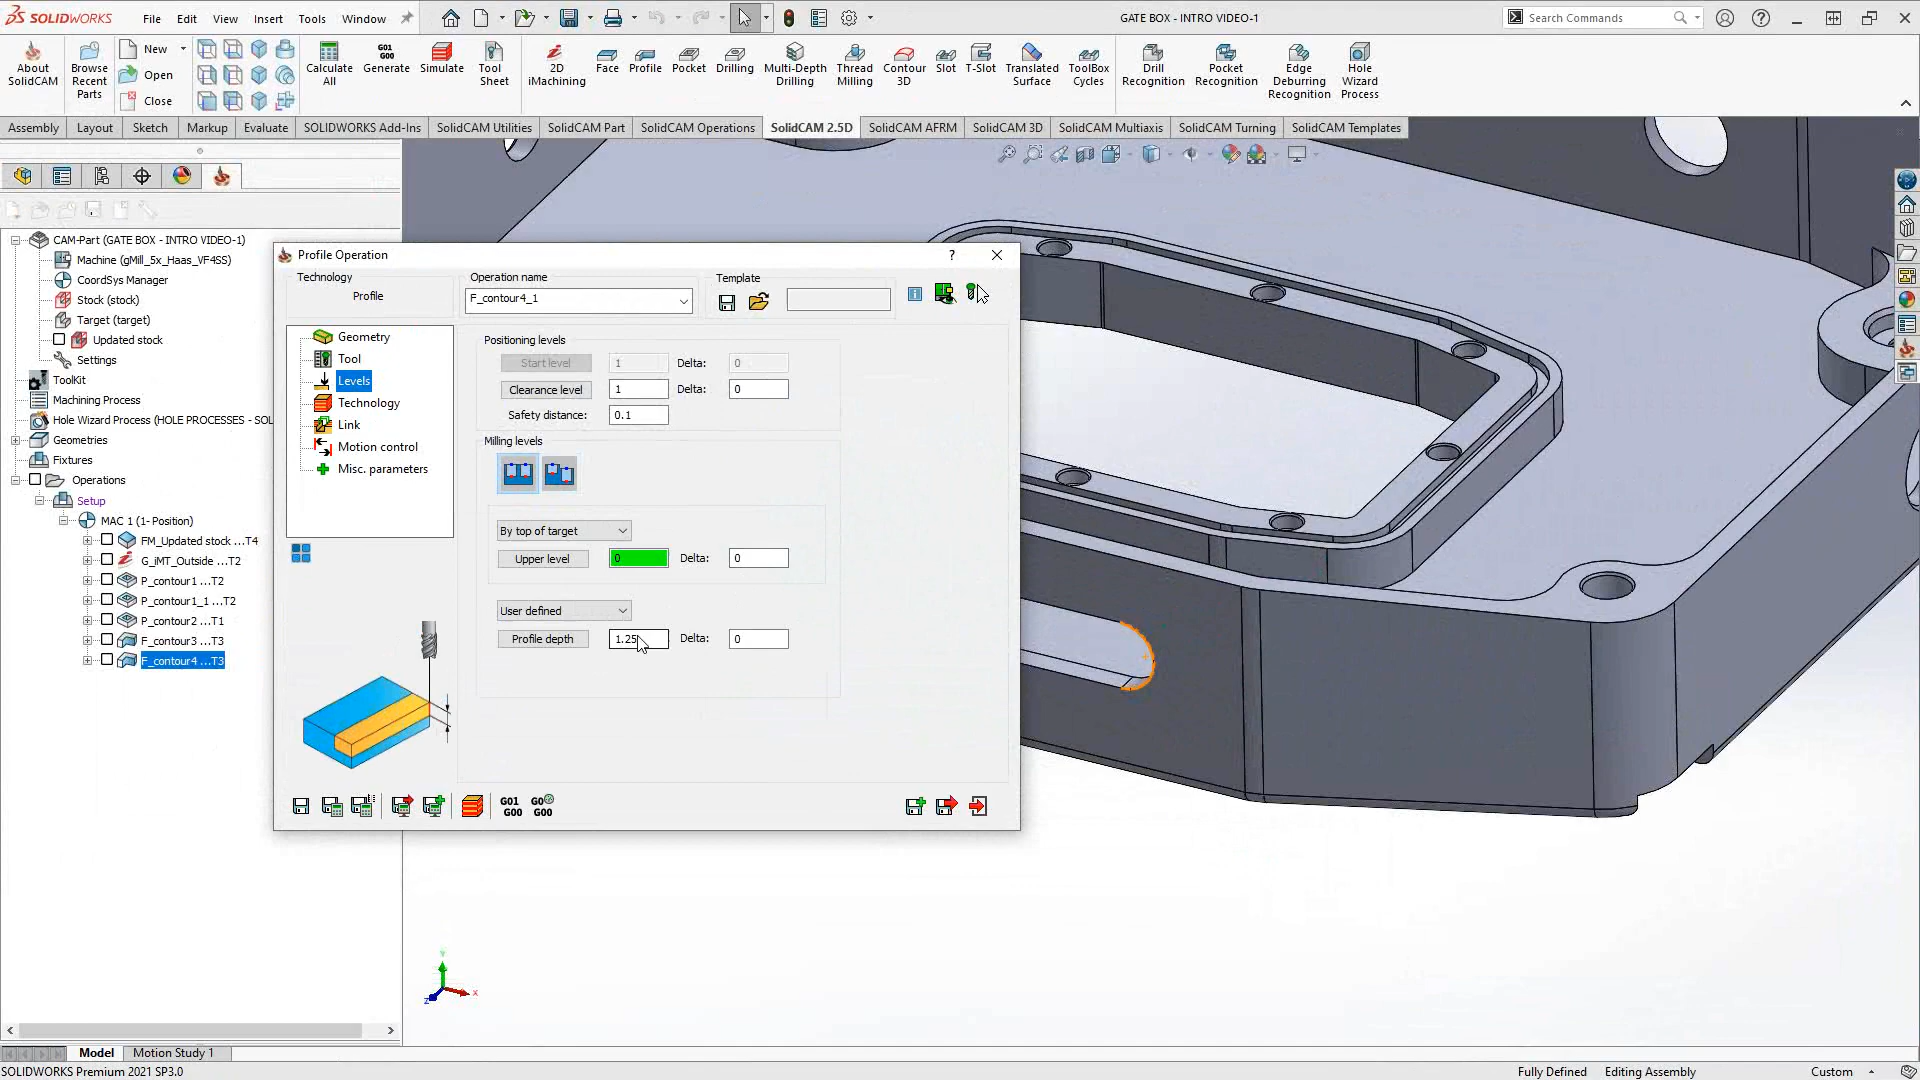 SOLIDWORKS
File Edit View Insert Tools Window
GATE BOX - INTRO VIDEO-1
Search Commands
About SolidCAM
Browse Recent Parts
New
Open
Close
Calculate All
G01 G00 Generate
Simulate
Tool Sheet
2D iMachining
Face
Profile
Pocket
Drilling
Multi-Depth Drilling
Thread Milling
Contour 3D
Slot
T-Slot
Translated Surface
ToolBox Cycles
Drill Recognition
Pocket Recognition
Edge Deburring Recognition
Hole Wizard Process
Assembly Layout Sketch Markup Evaluate SOLIDWORKS Add-Ins SolidCAM Utilities SolidCAM Part SolidCAM Operations SolidCAM 2.5D SolidCAM AFRM SolidCAM 3D SolidCAM Multiaxis SolidCAM Turning SolidCAM Templates
CAM-Part (GATE BOX - INTRO VIDEO-1)
Machine (gMill_5x_Haas_VF4SS)
CoordSys Manager
Stock (stock)
Target (target)
Updated stock
Settings
ToolKit
Machining Process
Hole Wizard Process (HOLE PROCESSES - SOL
Geometries
Fixtures
Operations
Setup
MAC 1 (1- Position)
FM_Updated stock ...T4
G_iMT_Outside ...T2
P_contour1 ...T2
P_contour1_1 ...T2
P_contour2 ...T1
F_contour3 ...T3
F_contour4 ...T3
Profile Operation
?
Technology
Profile
Operation name
F_contour4_1
Template
Geometry
Tool
Levels
Technology
Link
Motion control
Misc. parameters
Positioning levels
Start level 1 Delta: 0
Clearance level 1 Delta: 0
Safety distance: 0.1
Milling levels
By top of target
Upper level 0 Delta: 0
User defined
Profile depth 1.25 Delta: 0
G01 G00
G0 G00
Y
X
Z
Model Motion Study 1
SOLIDWORKS Premium 2021 SP3.0
Fully Defined Editing Assembly Custom